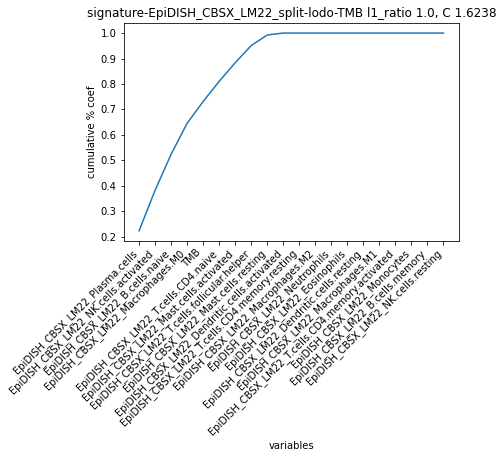 signature-EpiDISH_CBSX_LM22_split-lodo-TMB l1_ratio 1.0, C 1.6238
cumulative % coef
1.0
0.9
0.8
0.7
0.6
0.5
0.4
0.3
0.2
EpiDISH_CBSX_LM22_Plasma.cells
EpiDISH_CBSX_LM22_NK.cells.activated
EpiDISH_CBSX_LM22_B.cells.naive
EpiDISH_CBSX_LM22_Macrophages.M0
TMB
EpiDISH_CBSX_LM22_T.cells.CD4.naive
EpiDISH_CBSX_LM22_Mast.cells.activated
EpiDISH_CBSX_LM22_T.cells.follicular.helper
EpiDISH_CBSX_LM22_Mast.cells.resting
EpiDISH_CBSX_LM22_Dendritic.cells.activated
EpiDISH_CBSX_LM22_T.cells.CD4.memory.resting
EpiDISH_CBSX_LM22_Macrophages.M2
EpiDISH_CBSX_LM22_Neutrophils
EpiDISH_CBSX_LM22_Eosinophils
EpiDISH_CBSX_LM22_Dendritic.cells.resting
EpiDISH_CBSX_LM22_Macrophages.M1
EpiDISH_CBSX_LM22_T.cells.CD4.memory.activated
EpiDISH_CBSX_LM22_Monocytes
EpiDISH_CBSX_LM22_B.cells.memory
EpiDISH_CBSX_LM22_NK.cells.resting
variables